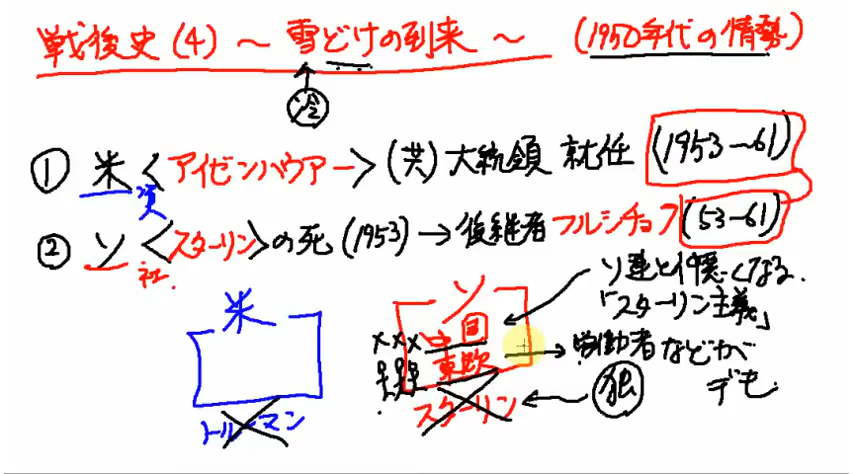 戦後史(4) ～ 雪どけの到来 ～ (1950年代の情勢)
冷
① 米 <アイゼンハウアー> (共) 大統領 就任 (1953-61)
資
② ソ <スターリン>の死(1953) → 後継者 フルシチョフ (53-61)
社.
ソ連と仲悪くなる.
「スターリン主義」
米
ソ
中国
東欧
労働者などが
デモ
トルーマン
スターリン
独